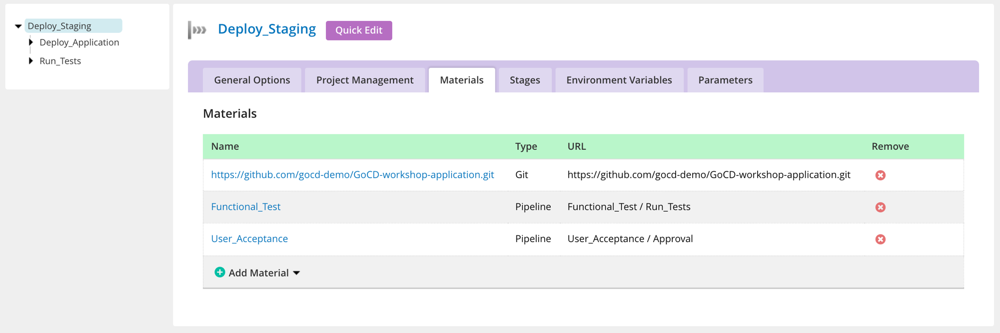 Deploy_Staging
Deploy_Application
Run_Tests
Deploy_Staging Quick Edit
General Options Project Management Materials Stages Environment Variables Parameters
Materials
Name Type URL Remove
https://github.com/gocd-demo/GoCD-workshop-application.git Git https://github.com/gocd-demo/GoCD-workshop-application.git
Functional_Test Pipeline Functional_Test / Run_Tests
User_Acceptance Pipeline User_Acceptance / Approval
Add Material